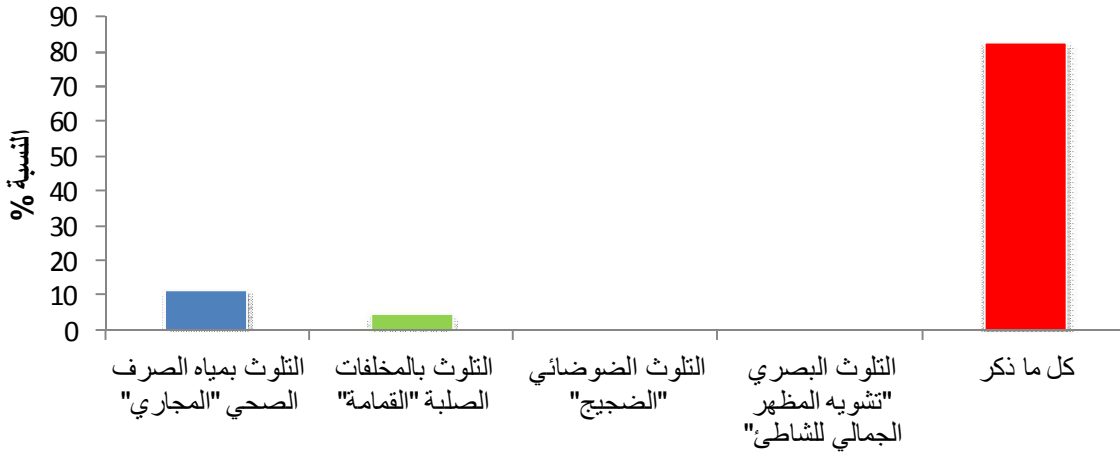 90
80
70
60
50
40
30
20
10
0
النسبة %
التلوث بمياه الصرف
الصحي "المجاري"
التلوث بالمخلفات
الصلبة "القمامة"
التلوث الضوضائي
"الضجيج"
التلوث البصري
"تشويه المظهر
الجمالي للشاطئ"
كل ما ذكر